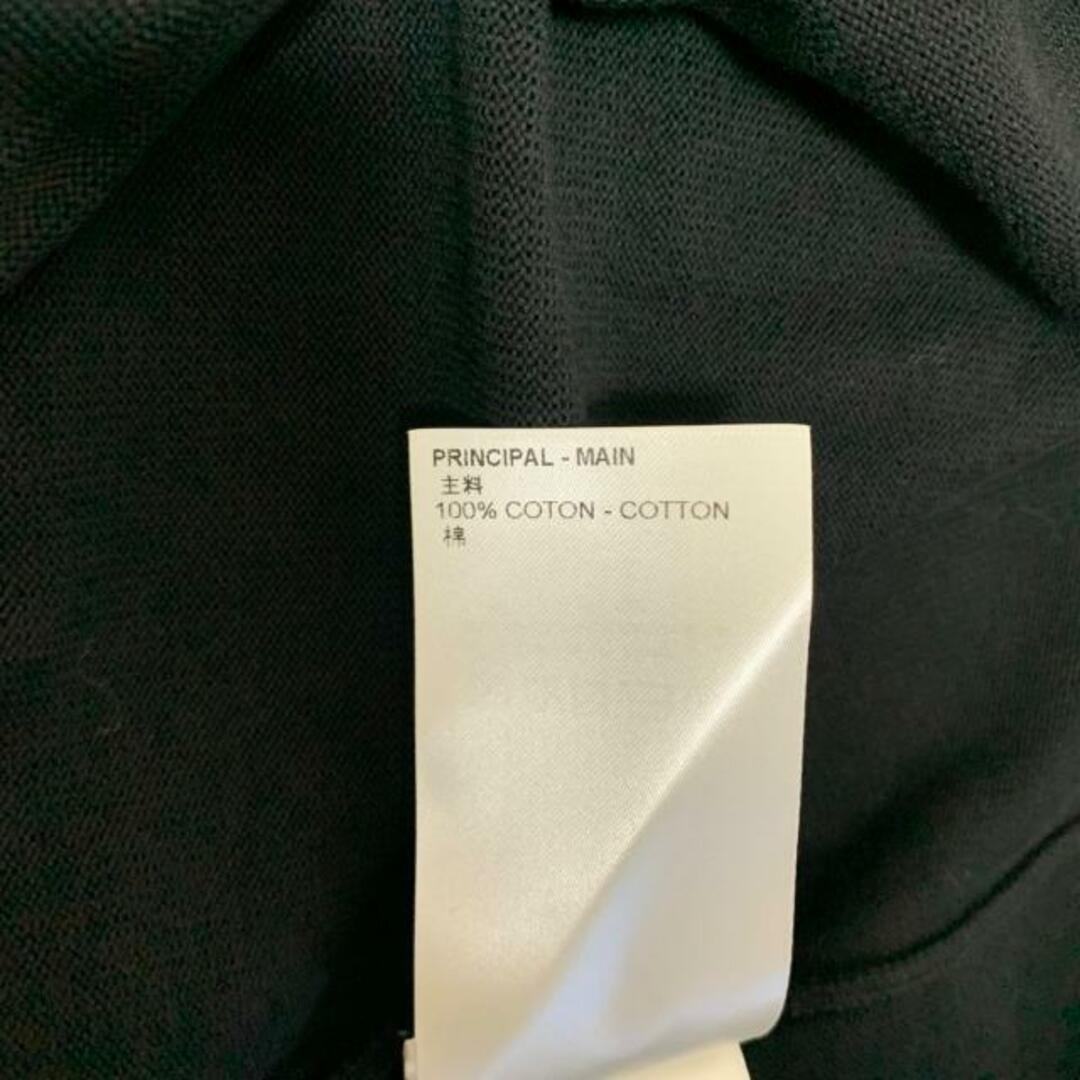 PRINCIPAL - MAIN
主料
100% COTON - COTTON
棉